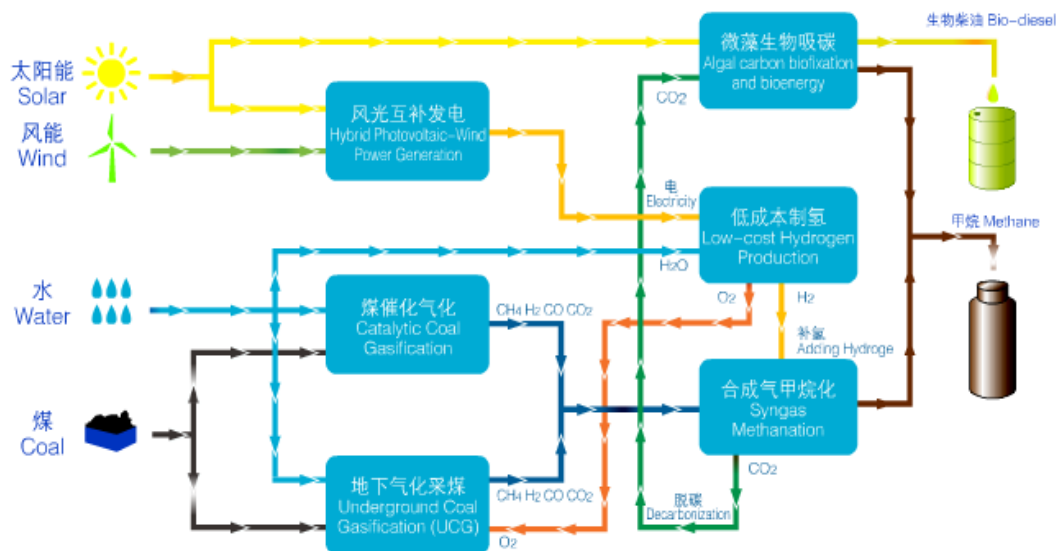 太阳能
Solar
风能
Wind
水
Water
煤
Coal
风光互补发电
Hybrid Photovoltaic-Wind
Power Generation
煤催化气化
Catalytic Coal
Gasification
地下气化采煤
Underground Coal
Gasification (UCG)
CH4 H2 CO CO2
CH4 H2 CO CO2
O2
微藻生物吸碳
Algal carbon biofixation
and bioenergy
CO2
电
Electricity
低成本制氢
Low-cost Hydrogen
Production
H2O
O2
H2
补氢
Adding Hydroge
合成气甲烷化
Syngas
Methanation
CO2
脱碳
Decarbonization
生物柴油 Bio-diesel
甲烷 Methane